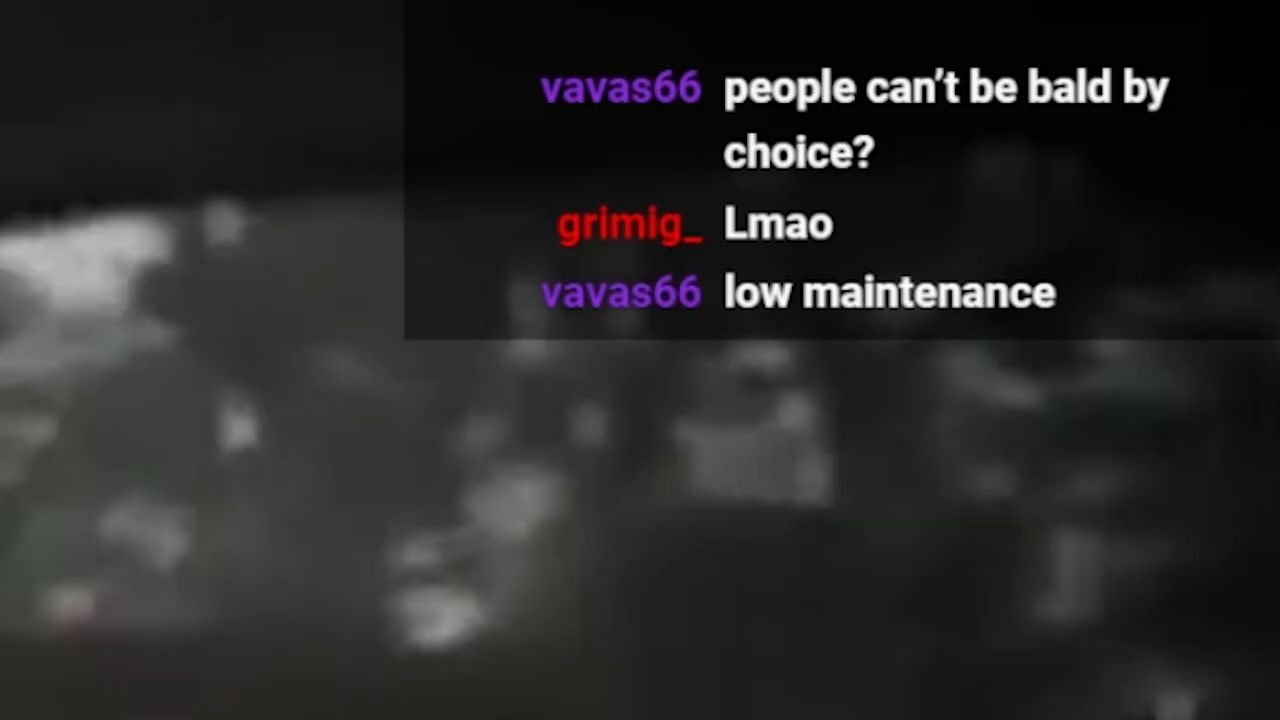 vavas66 people can’t be bald by
choice?
grimig_ Lmao
vavas66 low maintenance